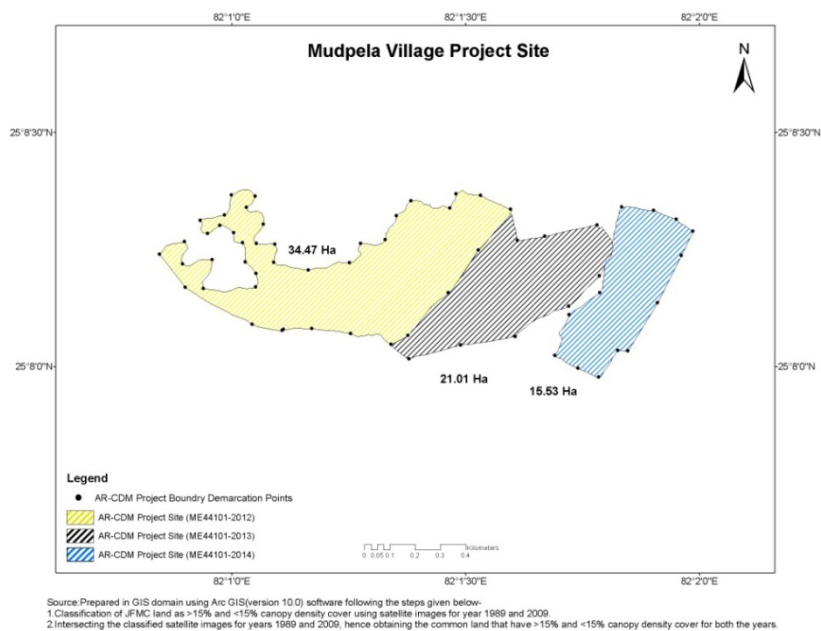 82°1'0"E 82°1'30"E 82°2'0"E
Mudpela Village Project Site
N
25°8'30"N 25°8'30"N
34.47 Ha
25°8'0"N 25°8'0"N
21.01 Ha
15.53 Ha
Legend
AR-CDM Project Boundry Demarcation Points
AR-CDM Project Site (ME44101-2012)
AR-CDM Project Site (ME44101-2013)
AR-CDM Project Site (ME44101-2014)
Kilometers
0 0.05 0.1 0.2 0.3 0.4
82°1'0"E 82°1'30"E 82°2'0"E
Source:Prepared in GIS domain using Arc GIS(version 10.0) software following the steps given below-
1.Classification of JFMC land as >15% and <15% canopy density cover using satellite images for year 1989 and 2009.
2.Intersecting the classified satellite images for years 1989 and 2009, hence obtaining the common land that have >15% and <15% canopy density cover for both the years.